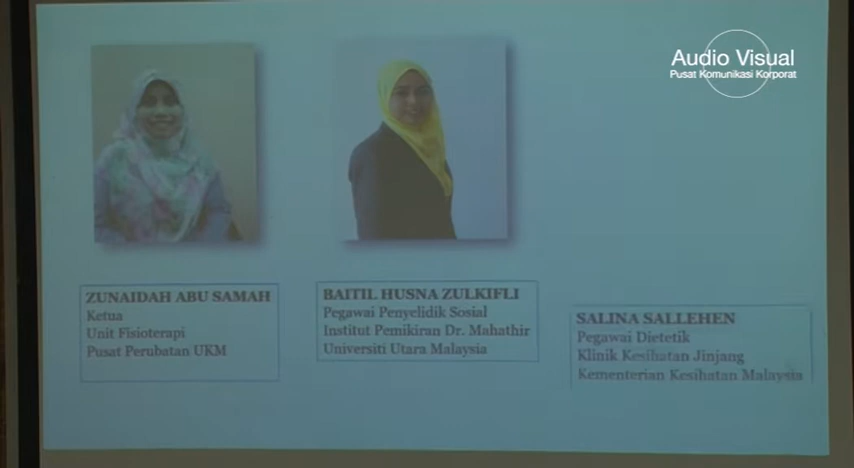 Audio Visual
Pusat Komunikasi Korporat
ZUNAIDAH ABU SAMAH
Ketua
Unit Fisioterapi
Pusat Perubatan UKM
BAITIL HUSNA ZULKIFLI
Pegawai Penyelidik Sosial
Institut Pemikiran Dr. Mahathir
Universiti Utara Malaysia
SALINA SALLEHEN
Pegawai Dietetik
Klinik Kesihatan Jinjang
Kementerian Kesihatan Malaysia